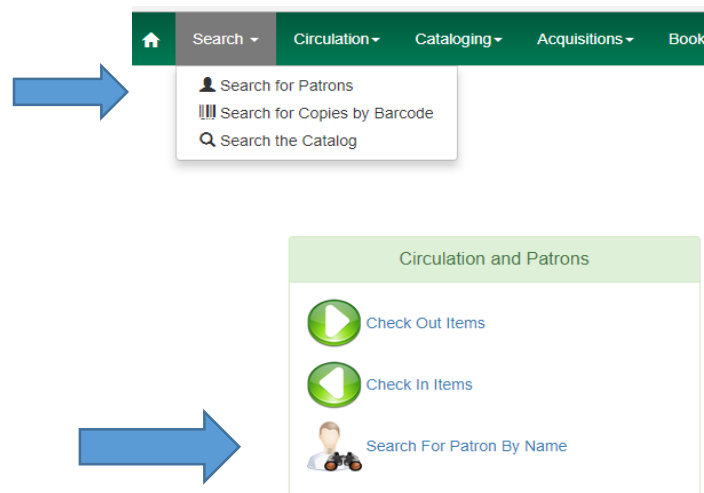 Search Circulation Cataloging Acquisitions Book
Search for Patrons
Search for Copies by Barcode
Search the Catalog
Circulation and Patrons
Check Out Items
Check In Items
Search For Patron By Name